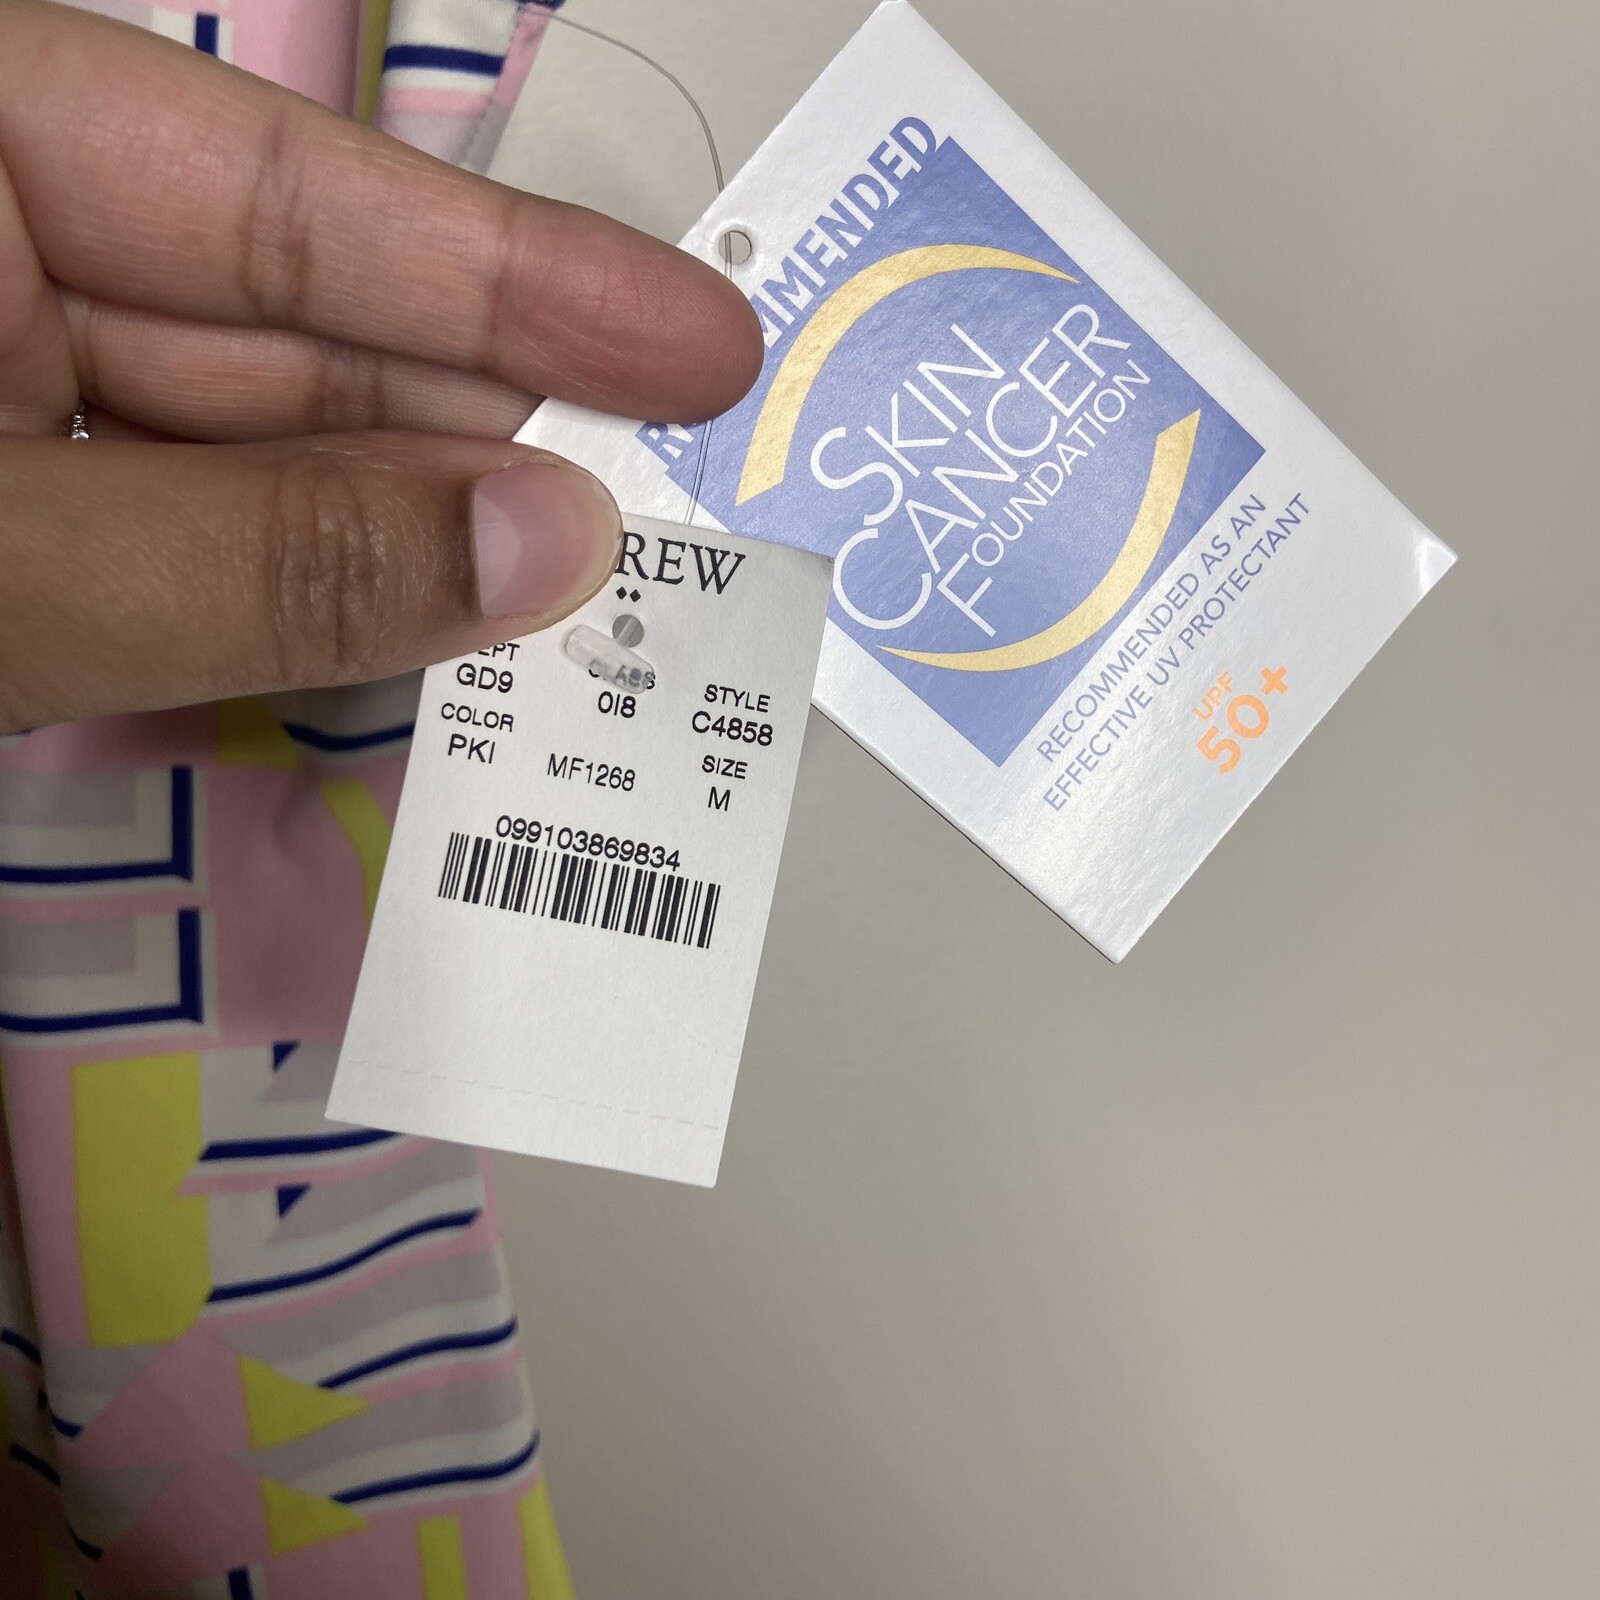 RECOMMENDED
SKIN
CANCER
FOUNDATION
RECOMMENDED AS AN
EFFECTIVE UV PROTECTANT
UPF
50+
REW
CLASS STYLE
GD9 018 C4858
COLOR SIZE
PKI MF1268 M
099103869834